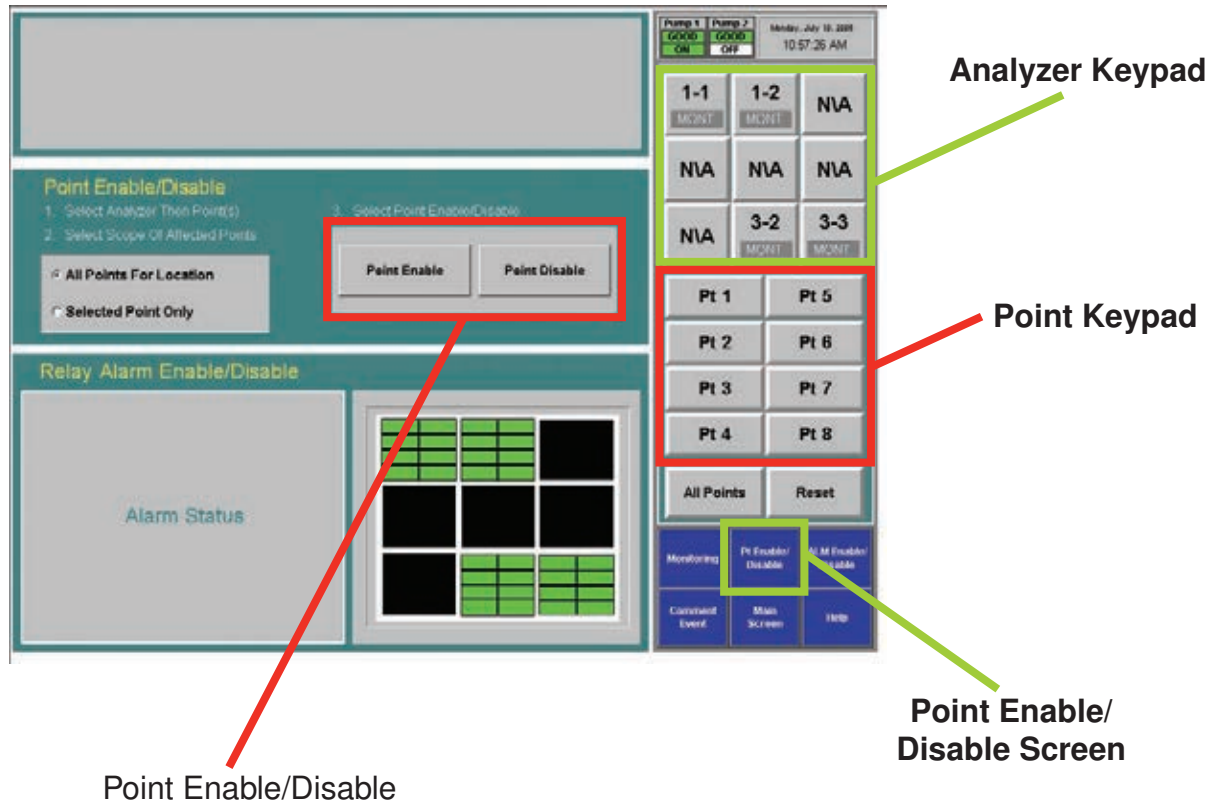 Pump 1 Pump 2
GOOD GOOD
ON OFF
Monday, July 18, 2005
10:57:26 AM
Analyzer Keypad
1-1 1-2 N\A
MONT MONT
N\A N\A N\A
N\A 3-2 3-3
MONT MONT
Point Enable/Disable
1. Select Analyzer Then Point(s)
2. Select Scope Of Affected Points
3. Select Point Enable/Disable
All Points For Location
Selected Point Only
Point Enable Point Disable
Pt 1 Pt 5
Pt 2 Pt 6
Pt 3 Pt 7
Pt 4 Pt 8
Point Keypad
Relay Alarm Enable/Disable
Alarm Status
All Points Reset
Monitoring Pt Enable/ ALM Enable/
Disable Disable
Comment Main Help
Event Screen
Point Enable/
Disable Screen
Point Enable/Disable